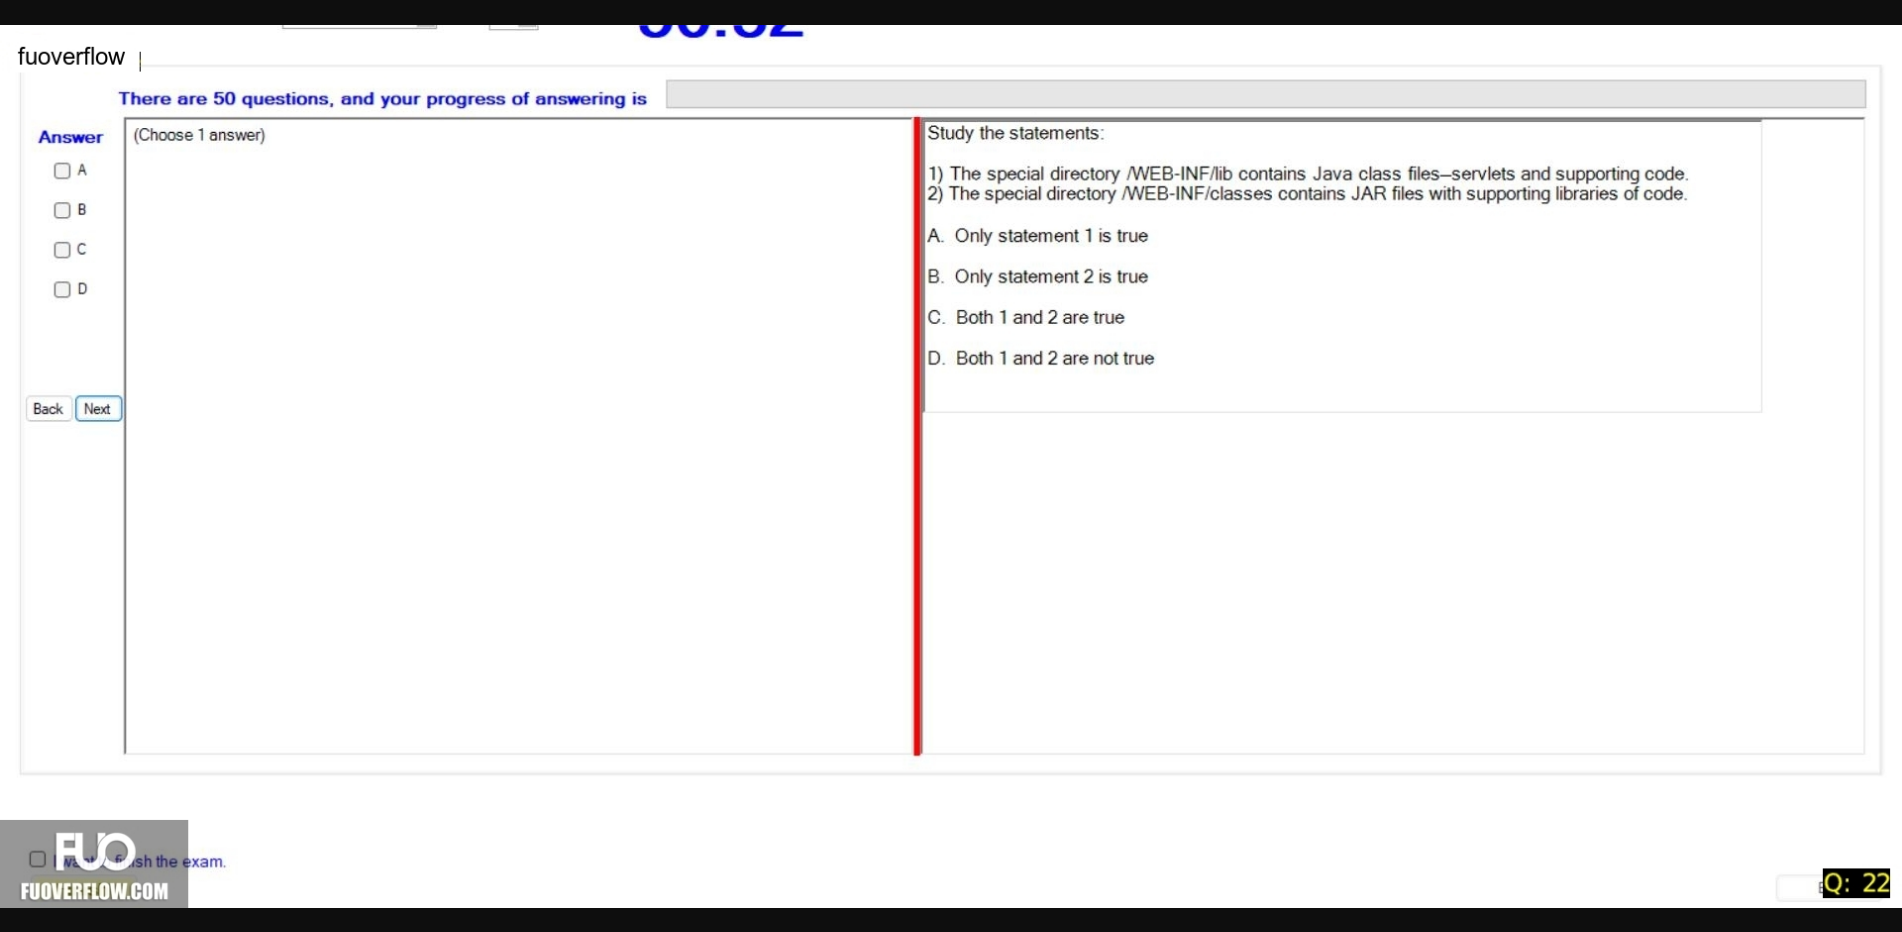 fuoverflow
There are 50 questions, and your progress of answering is
Answer
(Choose 1 answer)
A
B
C
D
Back Next
Study the statements:
1) The special directory /WEB-INF/lib contains Java class files–servlets and supporting code.
2) The special directory /WEB-INF/classes contains JAR files with supporting libraries of code.
A. Only statement 1 is true
B. Only statement 2 is true
C. Both 1 and 2 are true
D. Both 1 and 2 are not true
FUO
the exam.
FUOVERFLOW.COM
Q: 22